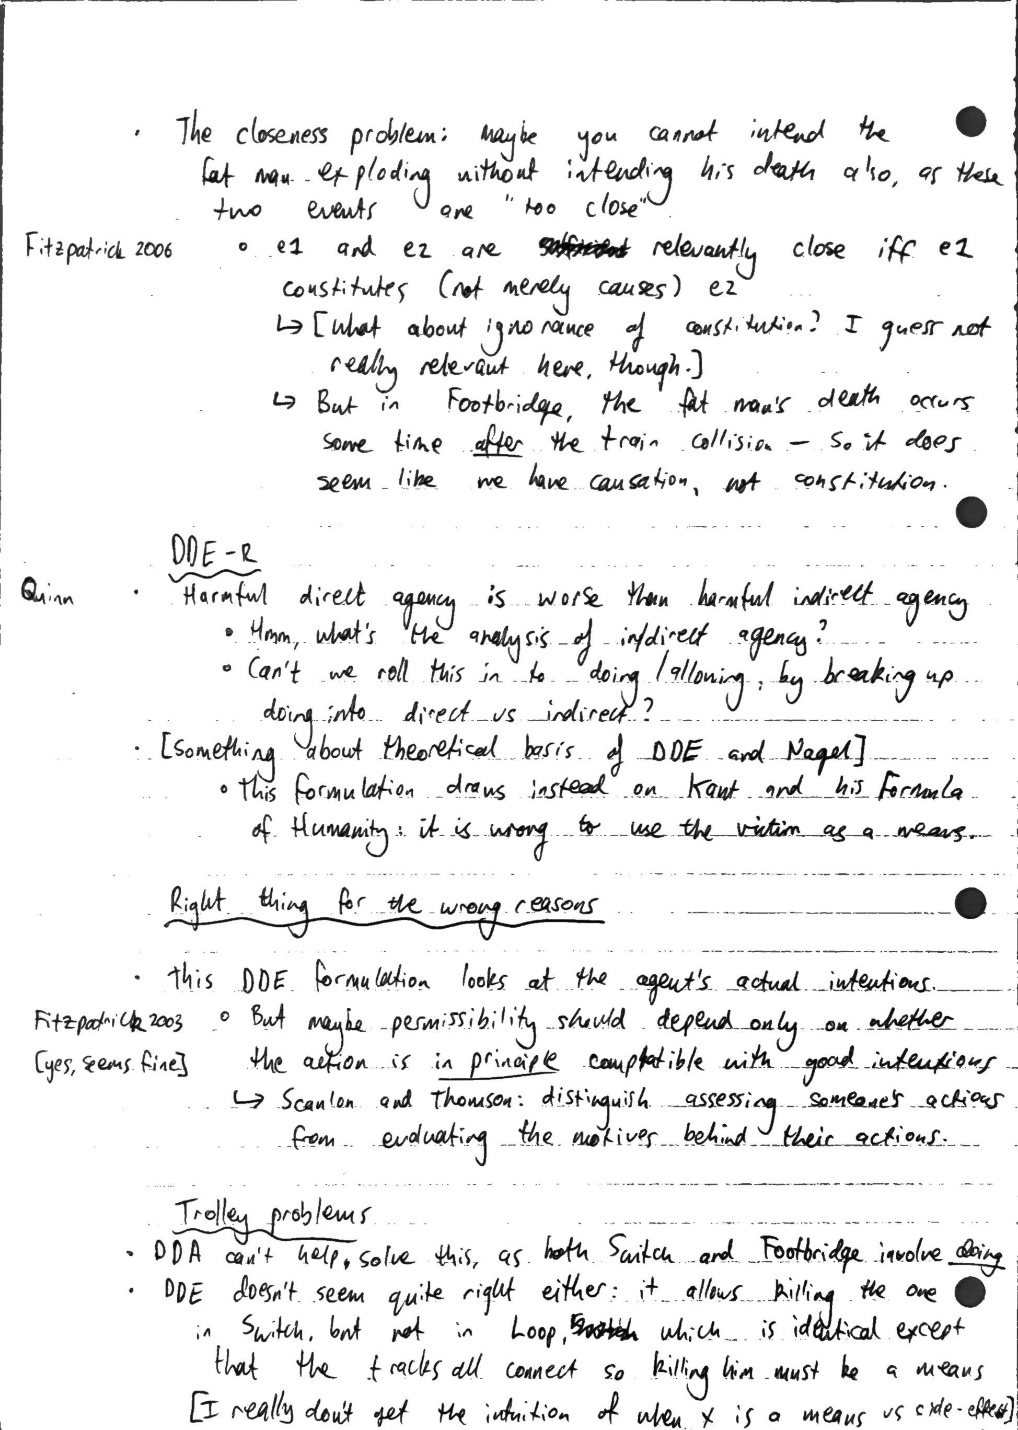 · The closeness problem: maybe you cannot intend the
fat man exploding without intending his death also, as these
two events are "too close"
Fitzpatrick 2006 ∘ e1 and e2 are relevantly close iff e1
constitutes (not merely causes) e2
↳ [What about ignorance of constitution? I guess not
really relevant here, though.]
↳ But in Footbridge, the fat man's death occurs
some time after the train collision — so it does
seem like we have causation, not constitution.
DDE-R
Quinn · Harmful direct agency is worse than harmful indirect agency
∘ Hmm, what's the analysis of in/direct agency?
∘ Can't we roll this in to doing/allowing, by breaking up
doing into direct vs indirect?
· [Something about theoretical basis of DDE and Nagel]
∘ This formulation draws instead on Kant and his Formula
of Humanity: it is wrong to use the victim as a means.
Right thing for the wrong reasons
· This DDE formulation looks at the agent's actual intentions.
Fitzpatrick 2003 ∘ But maybe permissibility should depend only on whether
[yes, seems fine] the action is in principle compatible with good intentions
↳ Scanlon and Thomson: distinguish assessing someone's actions
from evaluating the motives behind their actions.
Trolley problems
· DDA can't help solve this, as both Switch and Footbridge involve doing
· DDE doesn't seem quite right either: it allows killing the one
in Switch, but not in Loop, which is identical except
that the tracks all connect so killing him must be a means
[I really don't get the intuition of when X is a means vs side-effect]